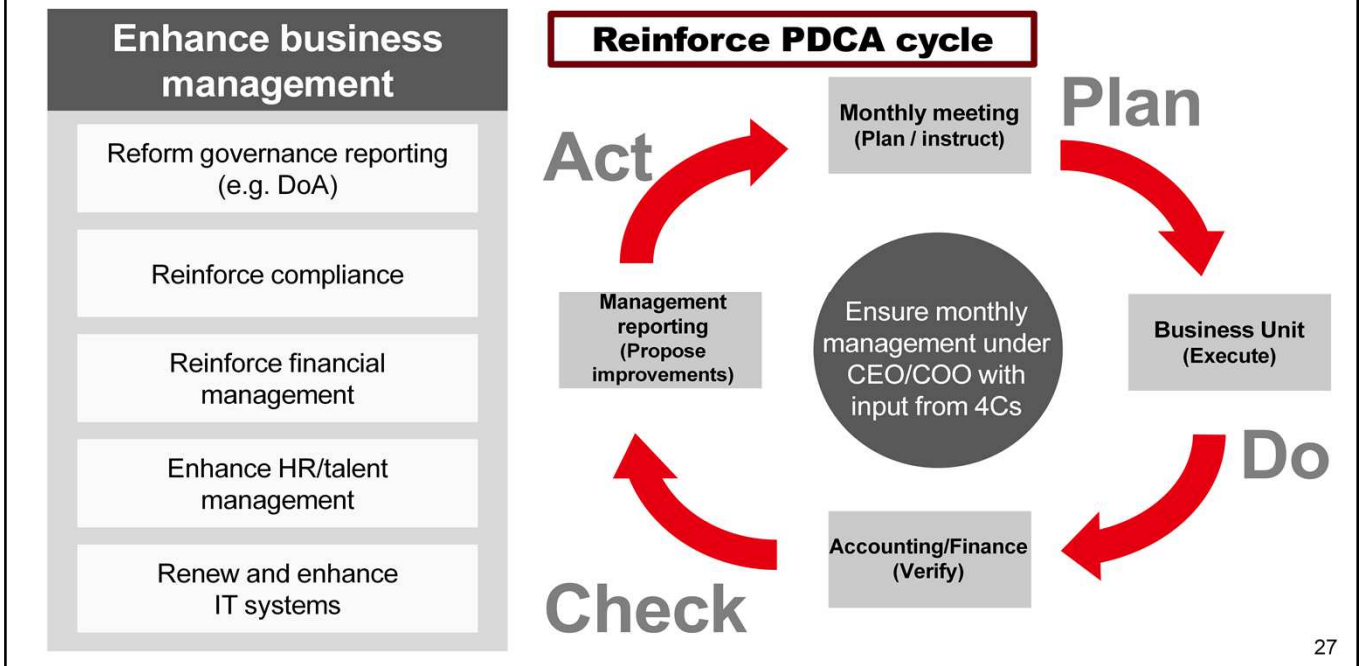 Enhance business
management
Reform governance reporting
(e.g. DoA)
Reinforce compliance
Reinforce financial
management
Enhance HR/talent
management
Renew and enhance
IT systems
Reinforce PDCA cycle
Plan
Monthly meeting
(Plan / instruct)
Act
Management
reporting
(Propose
improvements)
Ensure monthly
management under
CEO/COO with
input from 4Cs
Business Unit
(Execute)
Do
Accounting/Finance
(Verify)
Check
27